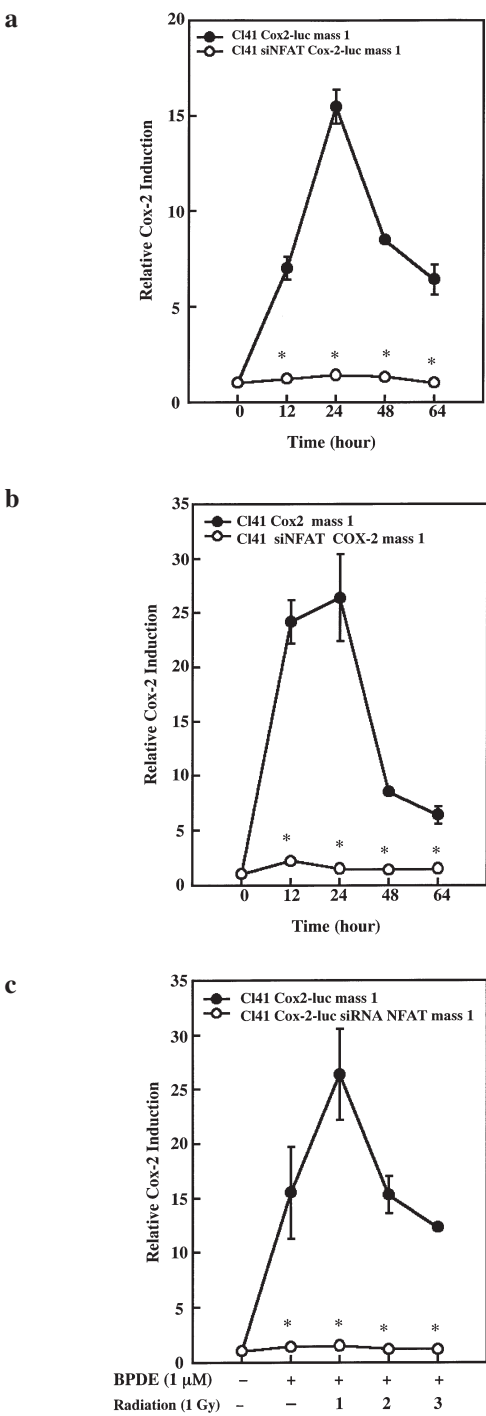 a
20
Cl41 Cox2-luc mass 1
Cl41 siNFAT Cox-2-luc mass 1
15
10
5
0
Relative Cox-2 Induction
* * * *
0 12 24 48 64
Time (hour)
b
35
Cl41 Cox2 mass 1
Cl41 siNFAT COX-2 mass 1
30
25
20
15
10
5
0
Relative Cox-2 Induction
* * * *
0 12 24 48 64
Time (hour)
c
35
Cl41 Cox2-luc mass 1
Cl41 Cox-2-luc siRNA NFAT mass 1
30
25
20
15
10
5
0
Relative Cox-2 Induction
* * * *
BPDE (1 μM) – + + + +
Radiation (1 Gy) – – 1 2 3